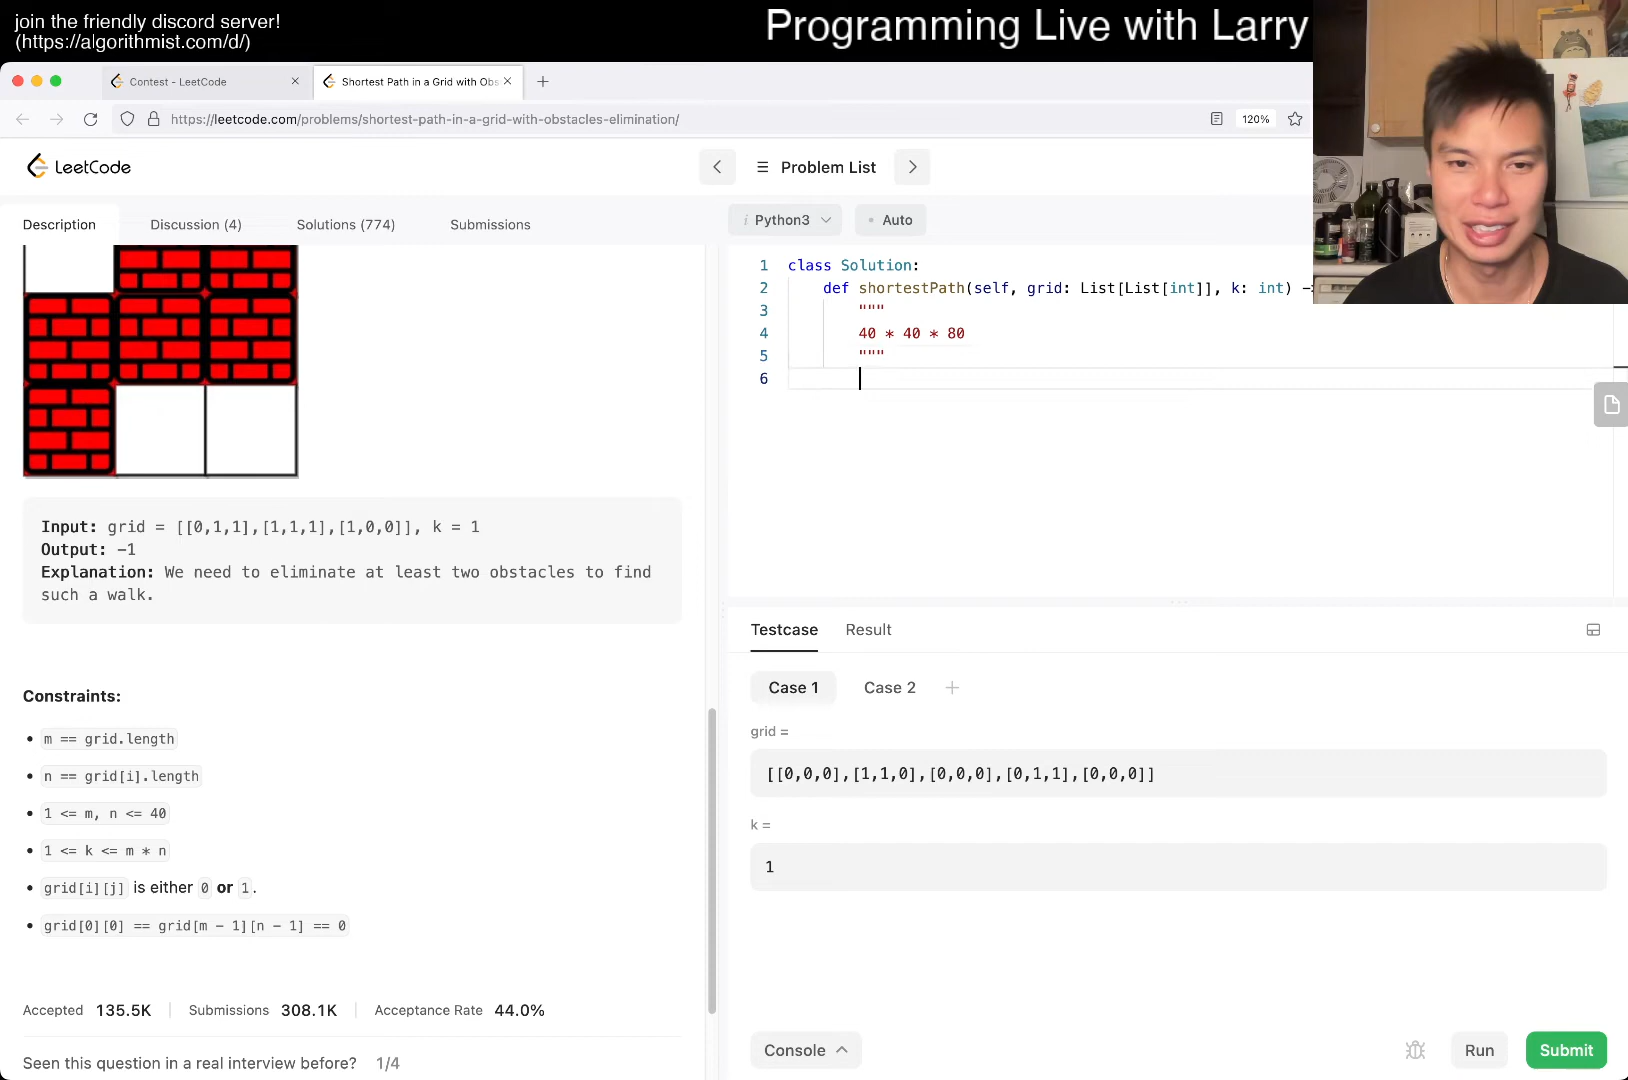 join the friendly discord server!
(https://algorithmist.com/d/)
Programming Live with Larry
Contest - LeetCode
Shortest Path in a Grid with Obs
https://leetcode.com/problems/shortest-path-in-a-grid-with-obstacles-elimination/
120%
LeetCode
Problem List
Description
Discussion (4)
Solutions (774)
Submissions
i Python3
Auto
1 class Solution:
2 def shortestPath(self, grid: List[List[int]], k: int) ->
3 """
4 40 * 40 * 80
5 """
6
Input: grid = [[0,1,1],[1,1,1],[1,0,0]], k = 1
Output: -1
Explanation: We need to eliminate at least two obstacles to find
such a walk.
Constraints:
• m == grid.length
• n == grid[i].length
• 1 <= m, n <= 40
• 1 <= k <= m * n
• grid[i][j] is either 0 or 1.
• grid[0][0] == grid[m - 1][n - 1] == 0
Accepted 135.5K Submissions 308.1K Acceptance Rate 44.0%
Seen this question in a real interview before? 1/4
Testcase
Result
Case 1
Case 2
grid =
[[0,0,0],[1,1,0],[0,0,0],[0,1,1],[0,0,0]]
k =
1
Console
Run
Submit